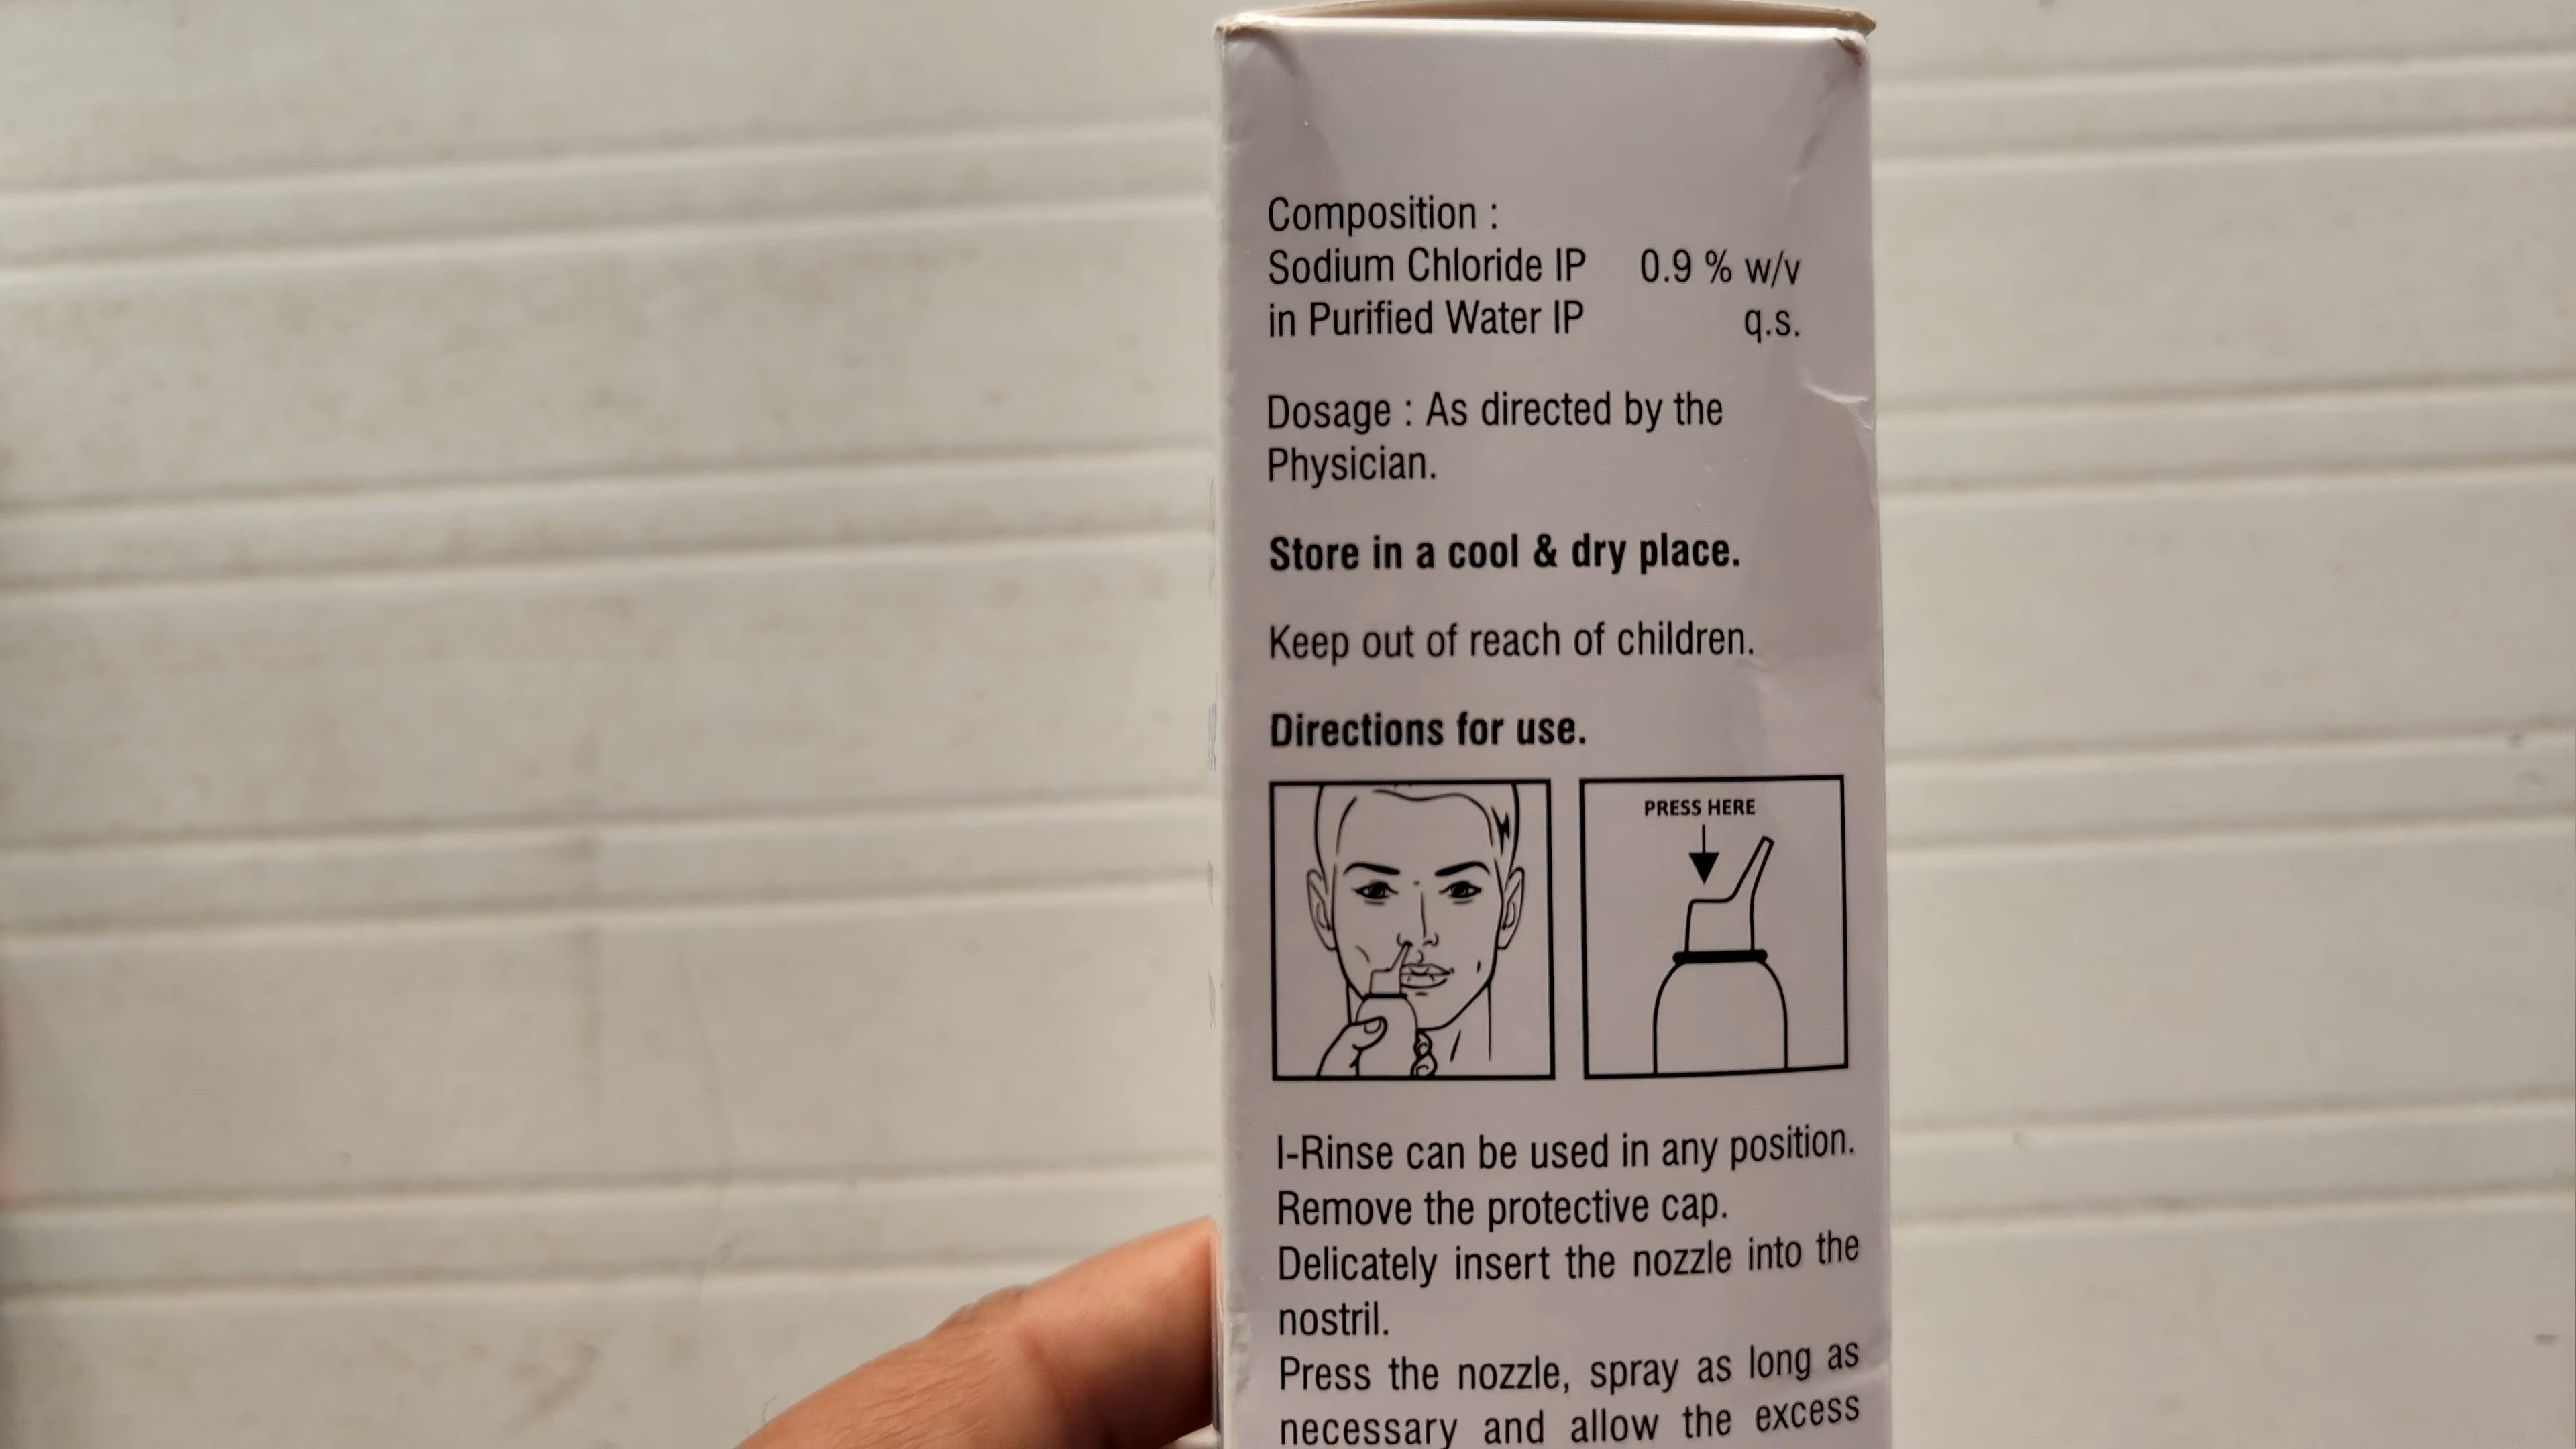 Composition :
Sodium Chloride IP 0.9 % w/v
in Purified Water IP q.s.
Dosage : As directed by the
Physician.
Store in a cool & dry place.
Keep out of reach of children.
Directions for use.
PRESS HERE
I-Rinse can be used in any position.
Remove the protective cap.
Delicately insert the nozzle into the
nostril.
Press the nozzle, spray as long as
necessary and allow the excess